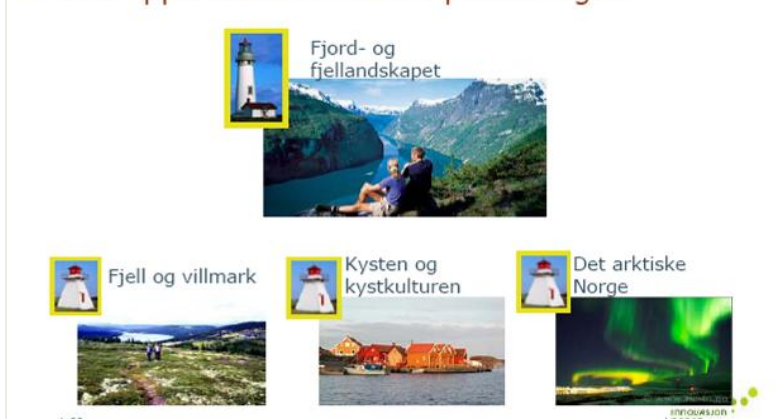 Fjord- og
fjellandskapet
Fjell og villmark
Kysten og
kystkulturen
Det arktiske
Norge